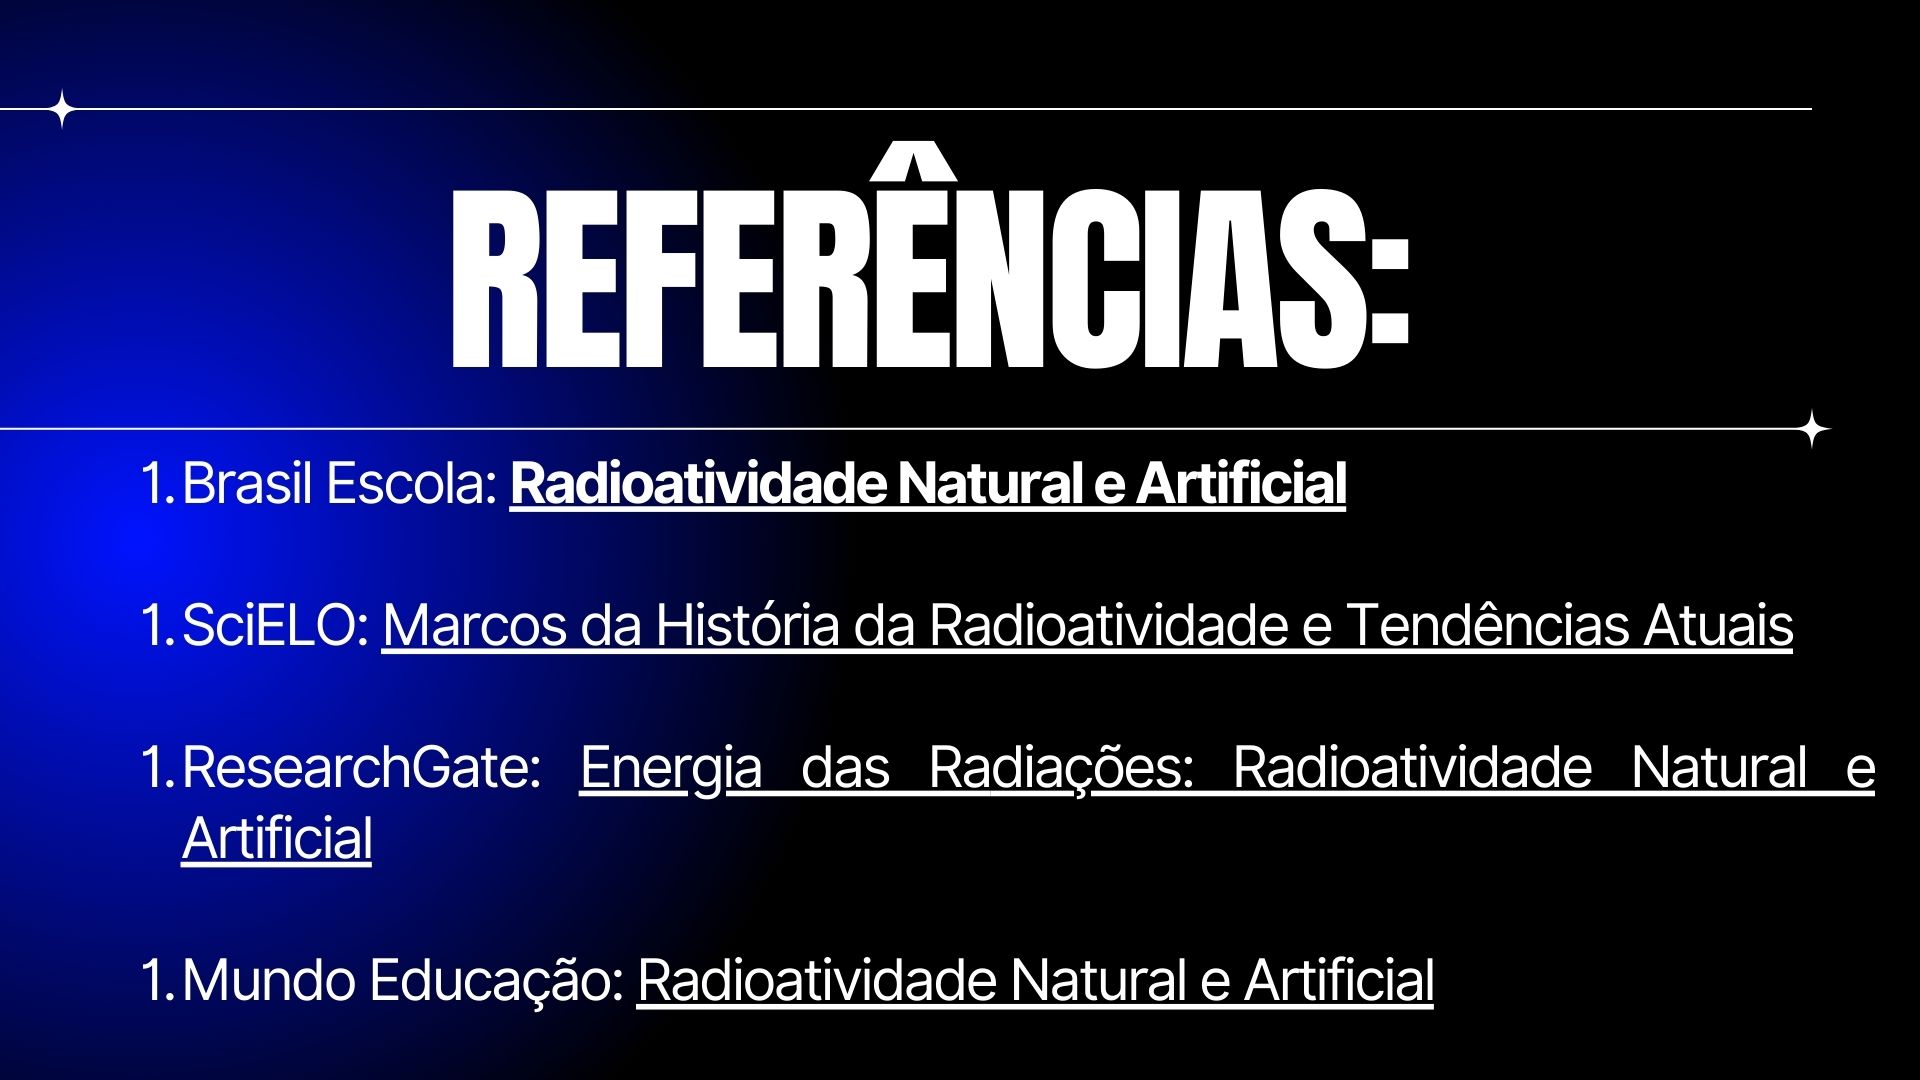 REFERÊNCIAS:
1. Brasil Escola: Radioatividade Natural e Artificial
1. SciELO: Marcos da História da Radioatividade e Tendências Atuais
1. ResearchGate: Energia das Radiações: Radioatividade Natural e
Artificial
1. Mundo Educação: Radioatividade Natural e Artificial